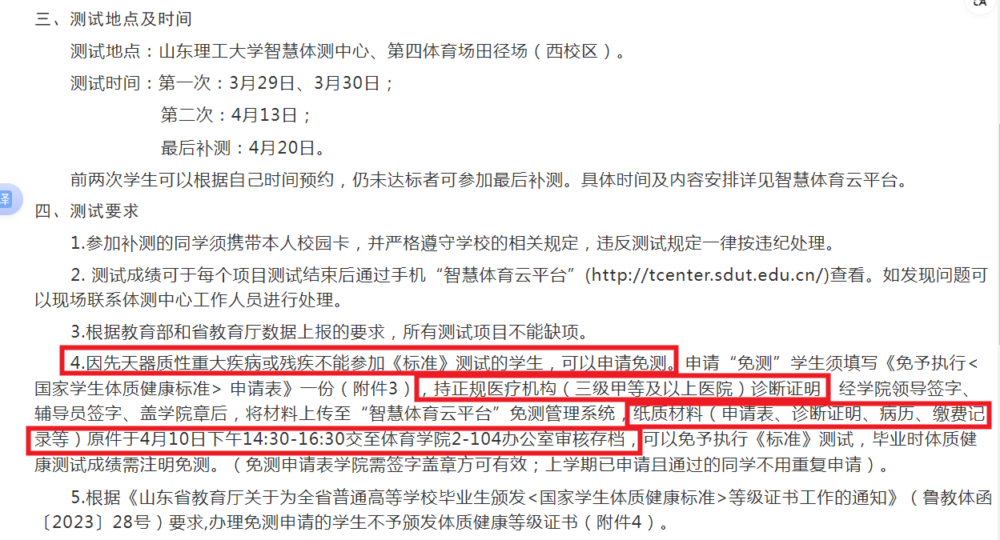 三、测试地点及时间
测试地点：山东理工大学智慧体测中心、第四体育场田径场（西校区）。
测试时间：第一次：3月29日、3月30日；
第二次：4月13日；
最后补测：4月20日。
前两次学生可以根据自己时间预约，仍未达标者可参加最后补测。具体时间及内容安排详见智慧体育云平台。
译
四、测试要求
1.参加补测的同学须携带本人校园卡，并严格遵守学校的相关规定，违反测试规定一律按违纪处理。
2. 测试成绩可于每个项目测试结束后通过手机“智慧体育云平台”(http://tcenter.sdut.edu.cn/)查看。如发现问题可
以现场联系体测中心工作人员进行处理。
3.根据教育部和省教育厅数据上报的要求，所有测试项目不能缺项。
4.因先天器质性重大疾病或残疾不能参加《标准》测试的学生，可以申请免测。申请“免测”学生须填写《免予执行<
国家学生体质健康标准> 申请表》一份（附件3），持正规医疗机构（三级甲等及以上医院）诊断证明 经学院领导签字、
辅导员签字、盖学院章后，将材料上传至“智慧体育云平台”免测管理系统，纸质材料（申请表、诊断证明、病历、缴费记
录等）原件于4月10日下午14:30-16:30交至体育学院2-104办公室审核存档，可以免予执行《标准》测试，毕业时体质健
康测试成绩需注明免测。（免测申请表学院需签字盖章方可有效；上学期已申请且通过的同学不用重复申请）。
5.根据《山东省教育厅关于为全省普通高等学校毕业生颁发<国家学生体质健康标准>等级证书工作的通知》（鲁教体函
〔2023〕28号）要求,办理免测申请的学生不予颁发体质健康等级证书（附件4）。